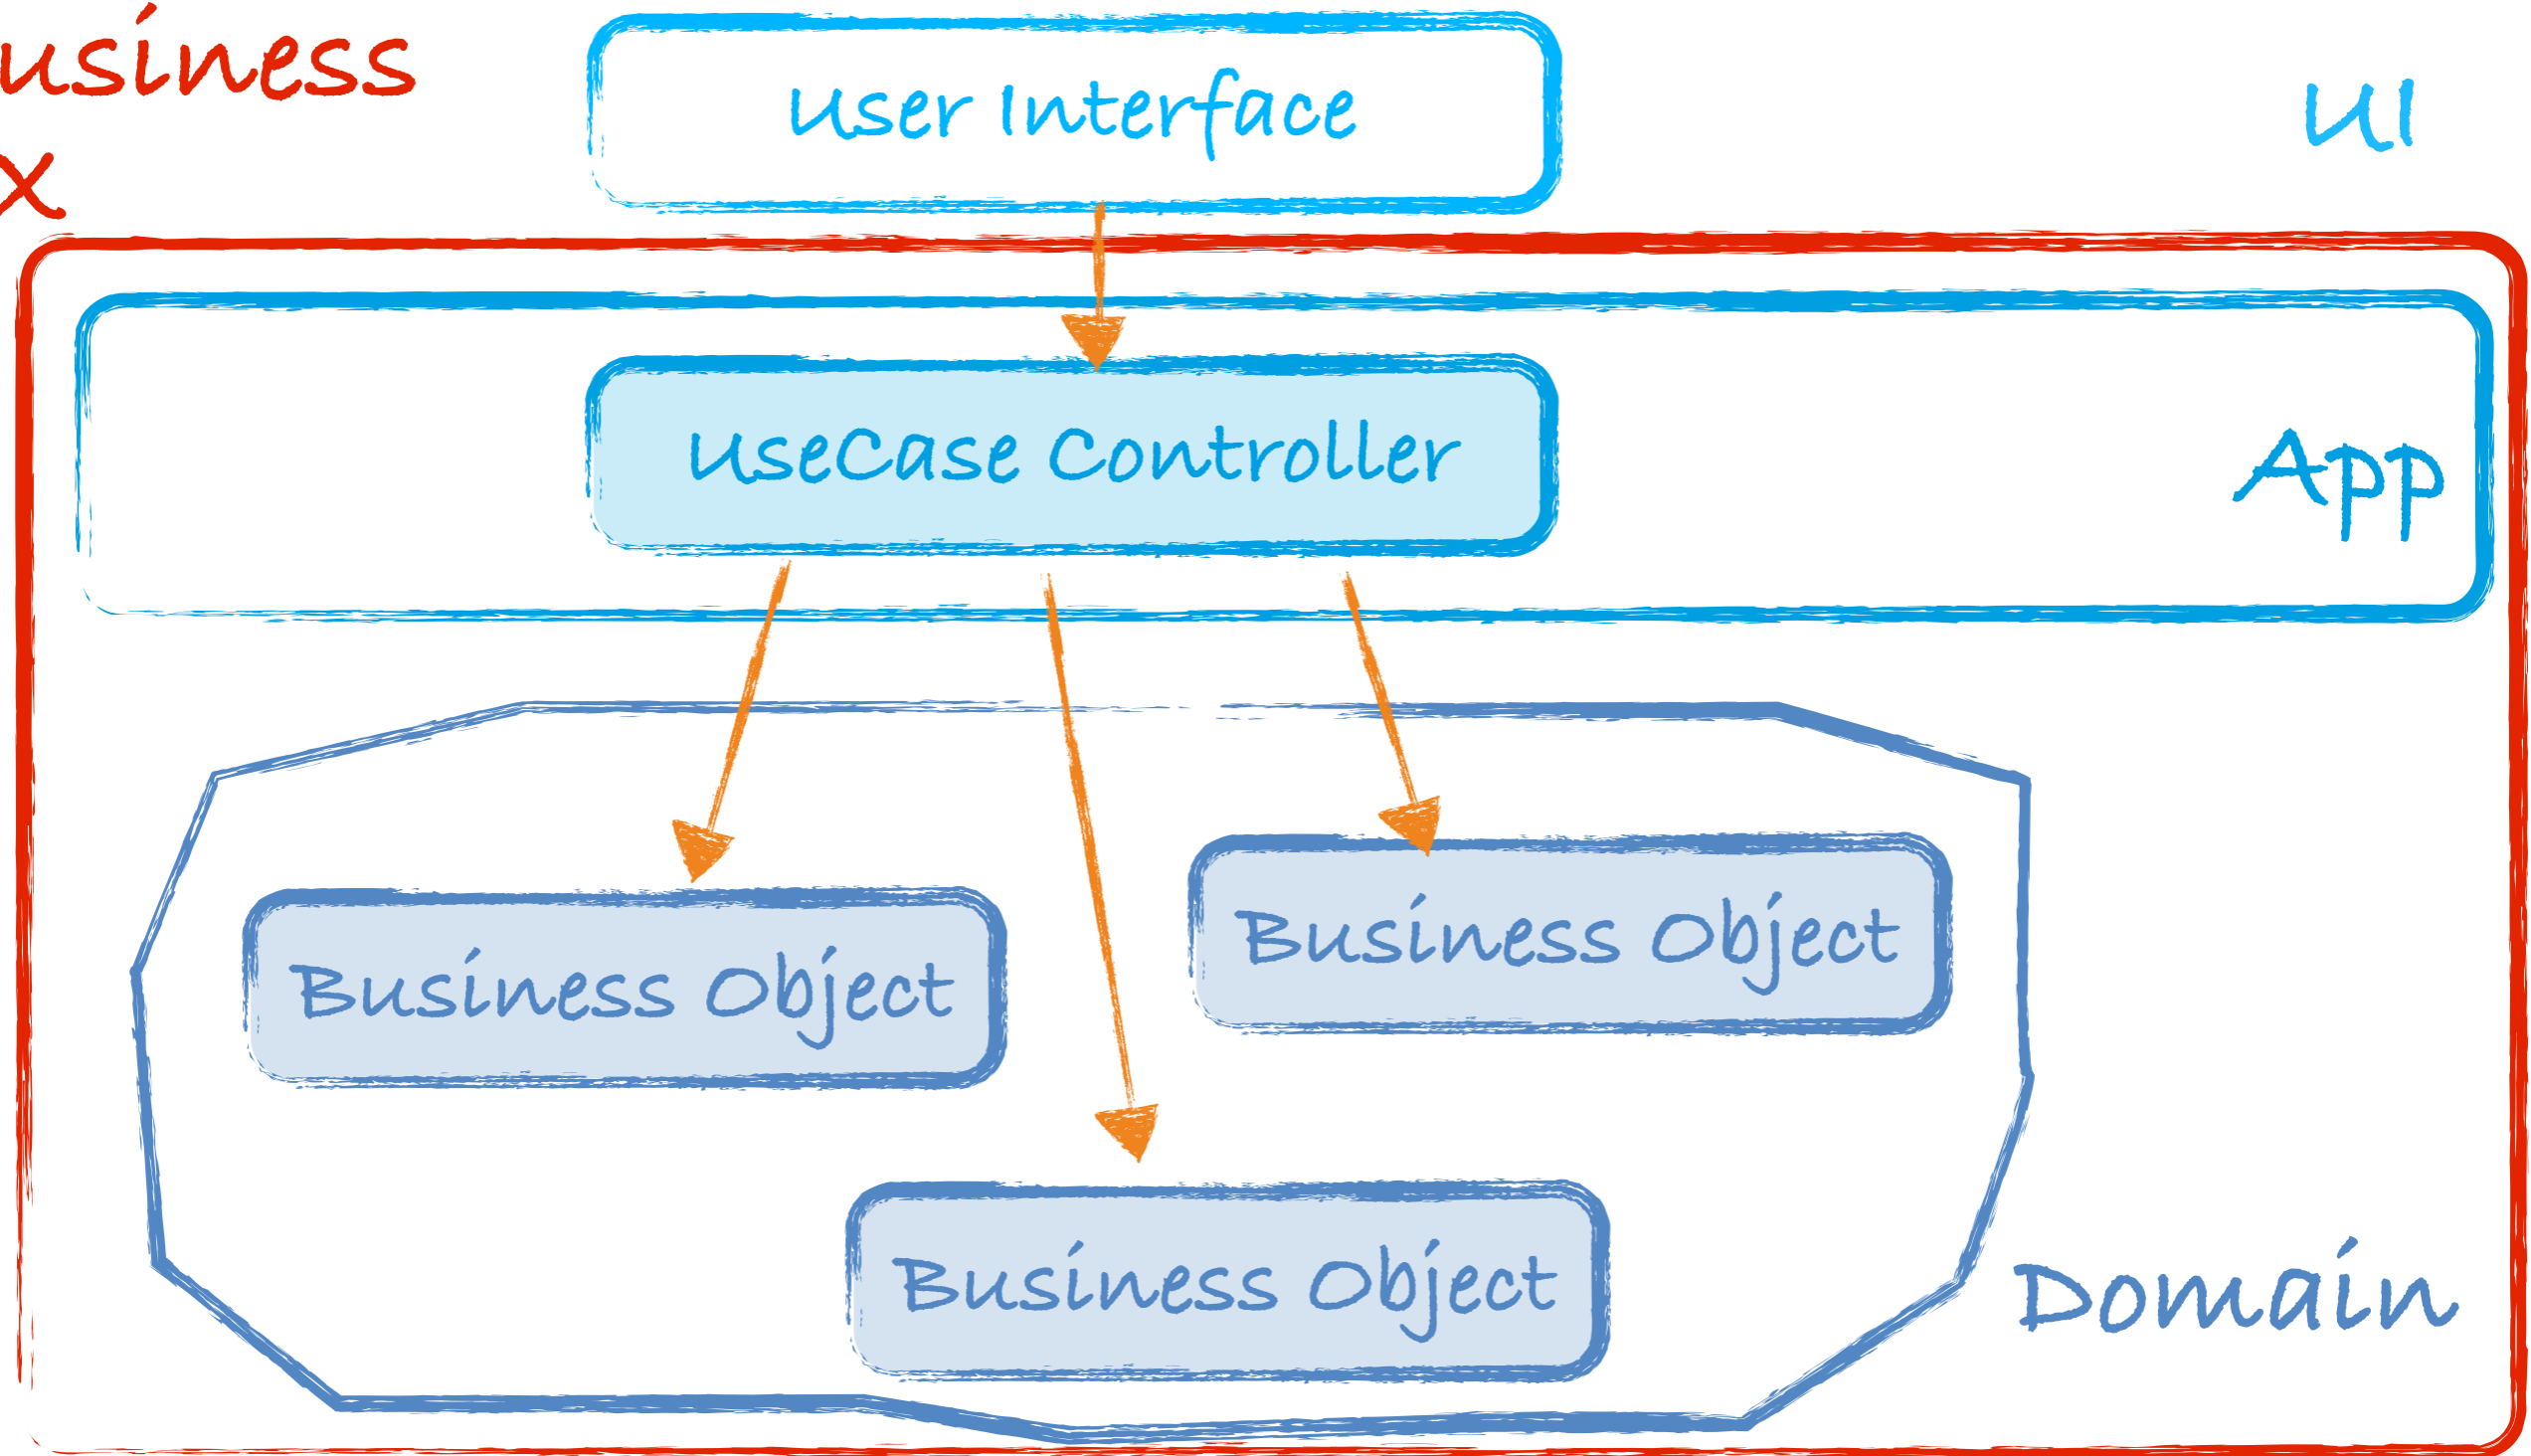 usiness
x
User Interface
UI
UseCase Controller
App
Business Object
Business Object
Business Object
Domain